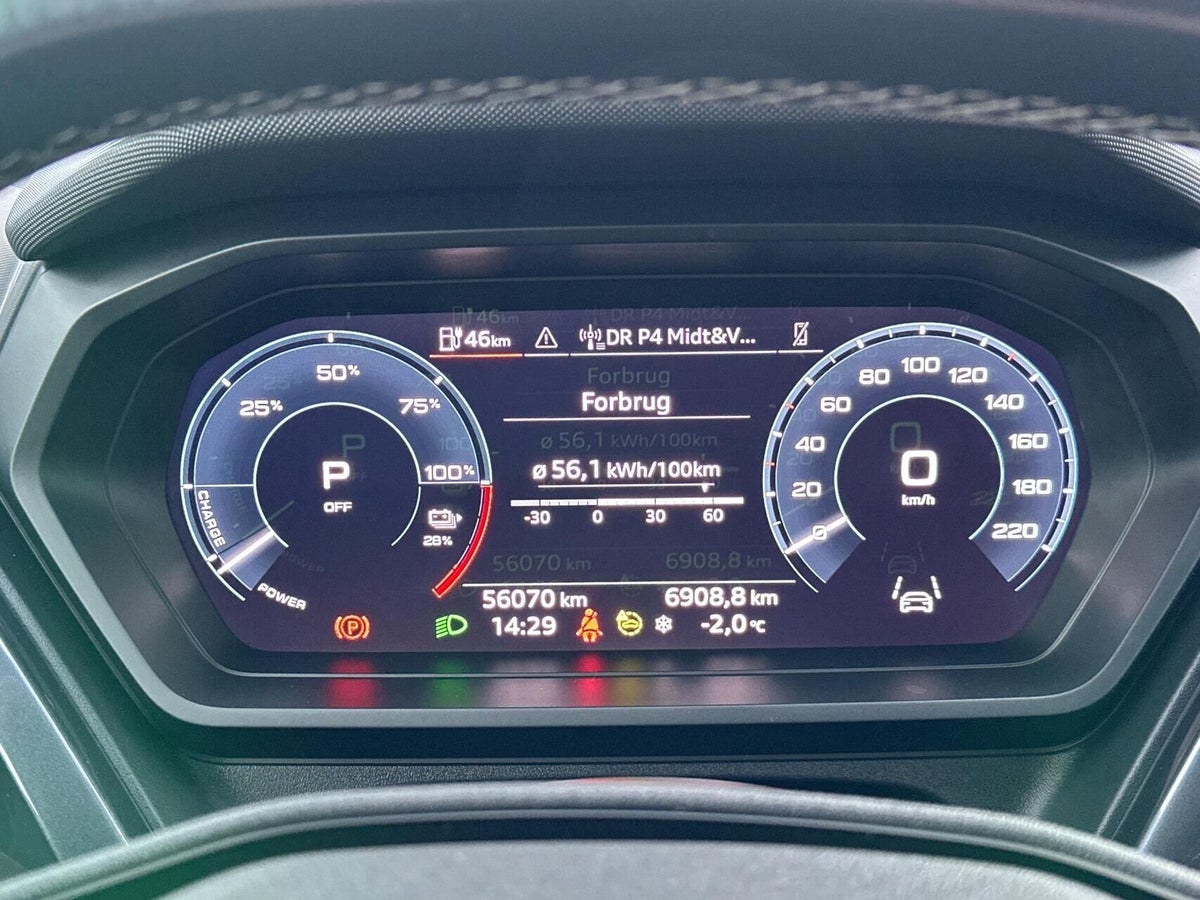 46km DR P4 Midt&V...
25% 50% 75% 100%
CHARGE
POWER
P
OFF
28%
Forbrug
ø 56,1 kWh/100km
-30 0 30 60
0 20 40 60 80 100 120 140 160 180 220
0
km/h
56070 km 6908,8 km
(P) 14:29 -2,0°C